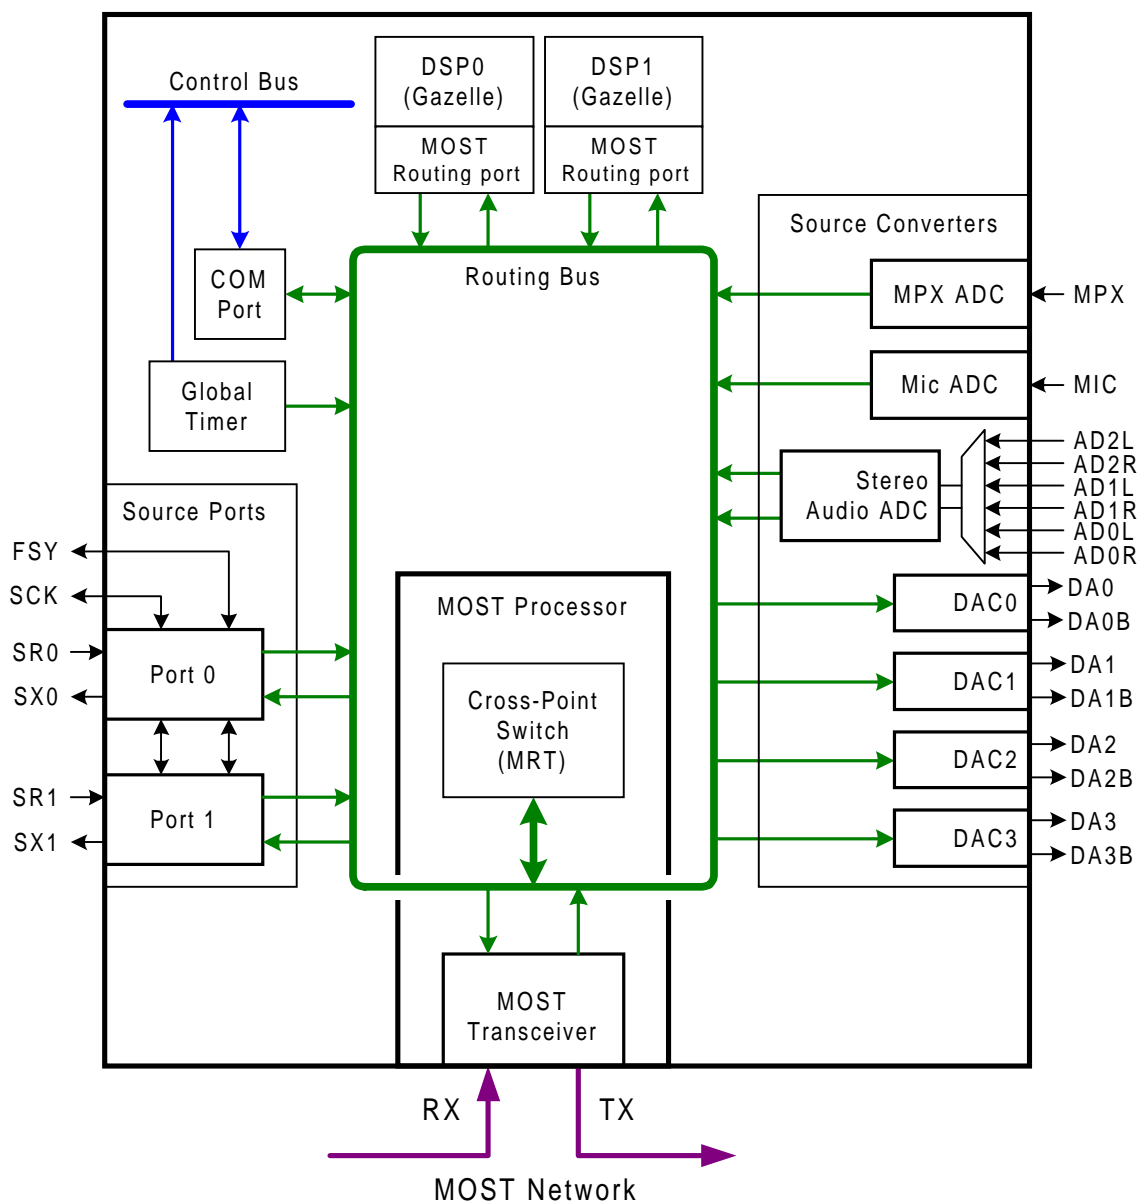 Control Bus
DSP0
(Gazelle)
MOST
Routing port
DSP1
(Gazelle)
MOST
Routing port
COM
Port
Global
Timer
Routing Bus
Source Converters
MPX ADC
MPX
Mic ADC
MIC
Stereo
Audio ADC
AD2L
AD2R
AD1L
AD1R
AD0L
AD0R
Source Ports
FSY
SCK
SR0
SX0
Port 0
SR1
SX1
Port 1
MOST Processor
Cross-Point
Switch
(MRT)
DAC0
DA0
DA0B
DAC1
DA1
DA1B
DAC2
DA2
DA2B
DAC3
DA3
DA3B
MOST
Transceiver
RX
TX
MOST Network